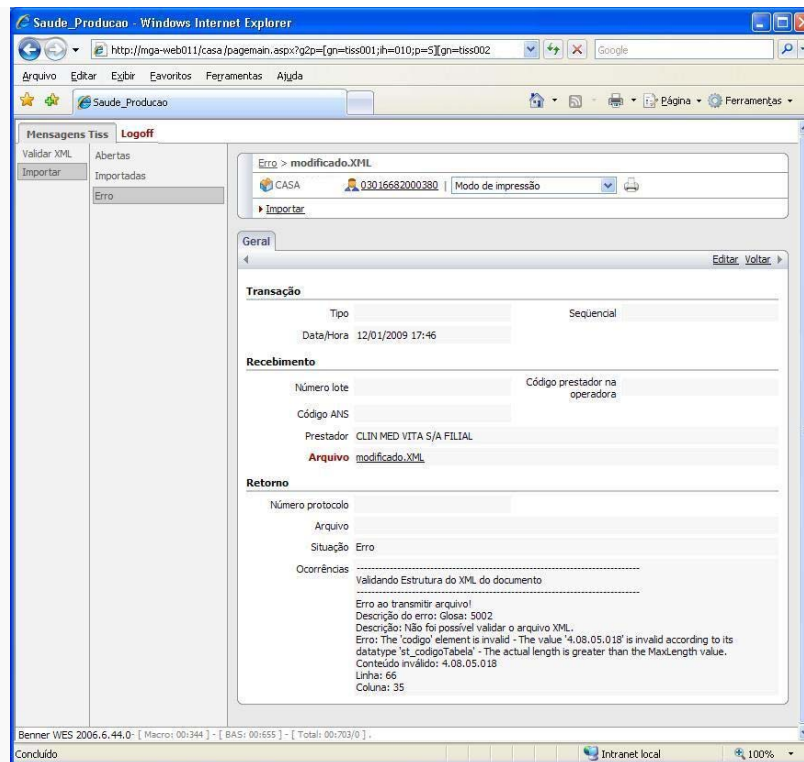 Saude_Producao - Windows Internet Explorer
http://mga-web011/casa/pagemain.aspx?g2p=[gn=tiss001;ih=010;p=S][gn=tiss002
Google
Arquivo Editar Exibir Favoritos Ferramentas Ajuda
Saude_Producao
Página Ferramentas
Mensagens Tiss Logoff
Validar XML
Importar
Abertas
Importadas
Erro
Erro > modificado.XML
CASA 03016682000380 | Modo de impressão
Importar
Geral
Editar Voltar
Transação
Tipo Seqüencial
Data/Hora 12/01/2009 17:46
Recebimento
Número lote Código prestador na operadora
Código ANS
Prestador CLIN MED VITA S/A FILIAL
Arquivo modificado.XML
Retorno
Número protocolo
Arquivo
Situação Erro
Ocorrências ----------------------------------------------------------------------
Validando Estrutura do XML do documento
----------------------------------------------------------------------
Erro ao transmitir arquivo!
Descrição do erro: Glosa: 5002
Descrição: Não foi possível validar o arquivo XML.
Erro: The 'codigo' element is invalid - The value '4.08.05.018' is invalid according to its
datatype 'st_codigoTabela' - The actual length is greater than the MaxLength value.
Conteúdo inválido: 4.08.05.018
Linha: 66
Coluna: 35
Benner WES 2006.6.44.0- [ Macro: 00:344 ] - [ BAS: 00:655 ] - [ Total: 00:703/0 ] .
Concluído Intranet local 100%